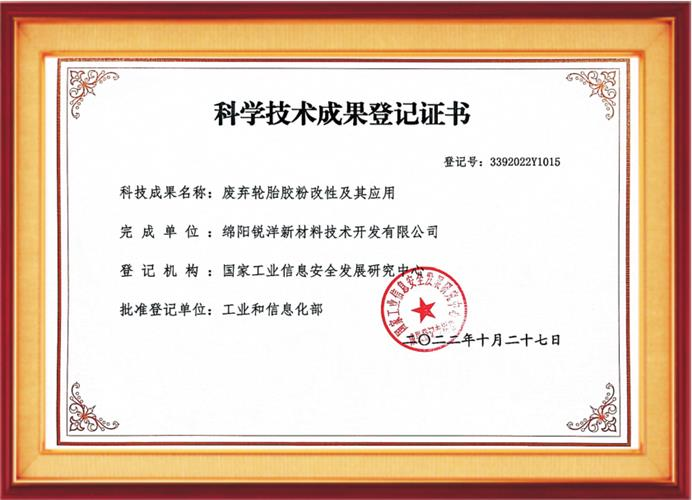 科学技术成果登记证书
登记号：3392022Y1015
科技成果名称：废弃轮胎胶粉改性及其应用
完成单位：绵阳锐洋新材料技术开发有限公司
登记机构：国家工业信息安全发展研究中心
批准登记单位：工业和信息化部
二〇二二年十月二十七日